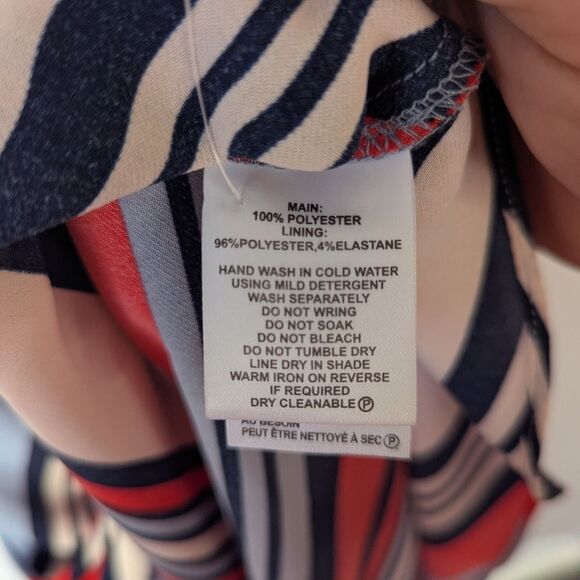 MAIN:
100% POLYESTER
LINING:
96%POLYESTER,4%ELASTANE
HAND WASH IN COLD WATER
USING MILD DETERGENT
WASH SEPARATELY
DO NOT WRING
DO NOT SOAK
DO NOT BLEACH
DO NOT TUMBLE DRY
LINE DRY IN SHADE
WARM IRON ON REVERSE
IF REQUIRED
DRY CLEANABLE Ⓟ
AU BESOIN
PEUT ÊTRE NETTOYÉ À SEC Ⓟ